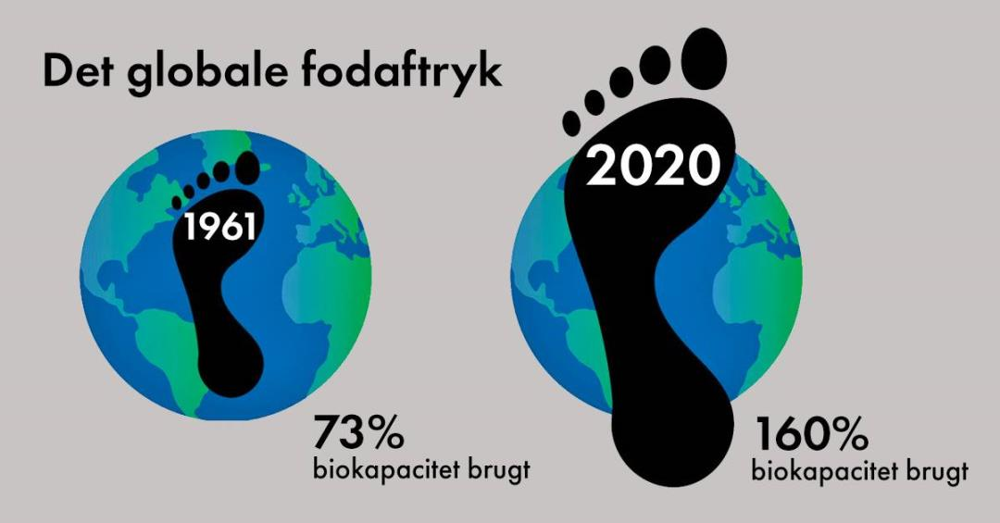 Det globale fodaftryk
1961
73%
biokapacitet brugt
2020
160%
biokapacitet brugt